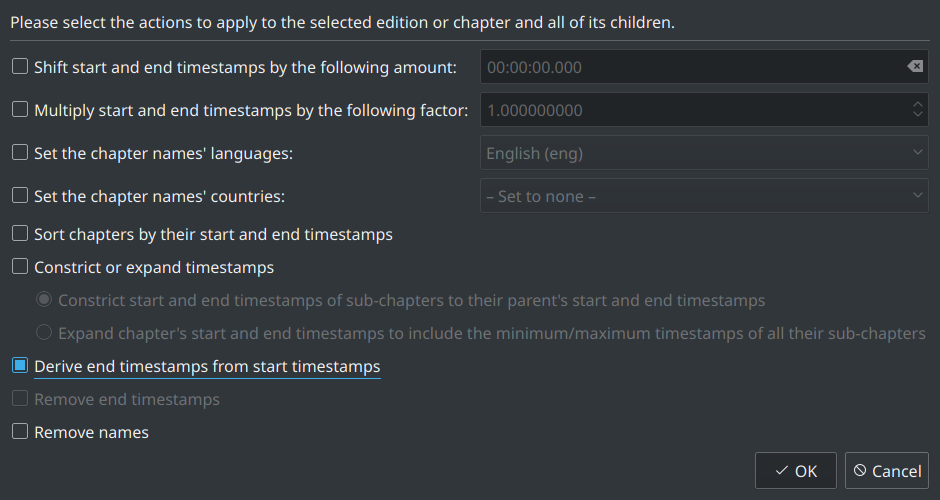 Please select the actions to apply to the selected edition or chapter and all of its children.
Shift start and end timestamps by the following amount: 00:00:00.000
Multiply start and end timestamps by the following factor: 1.000000000
Set the chapter names' languages: English (eng)
Set the chapter names' countries: – Set to none –
Sort chapters by their start and end timestamps
Constrict or expand timestamps
Constrict start and end timestamps of sub-chapters to their parent's start and end timestamps
Expand chapter's start and end timestamps to include the minimum/maximum timestamps of all their sub-chapters
Derive end timestamps from start timestamps
Remove end timestamps
Remove names
OK Cancel